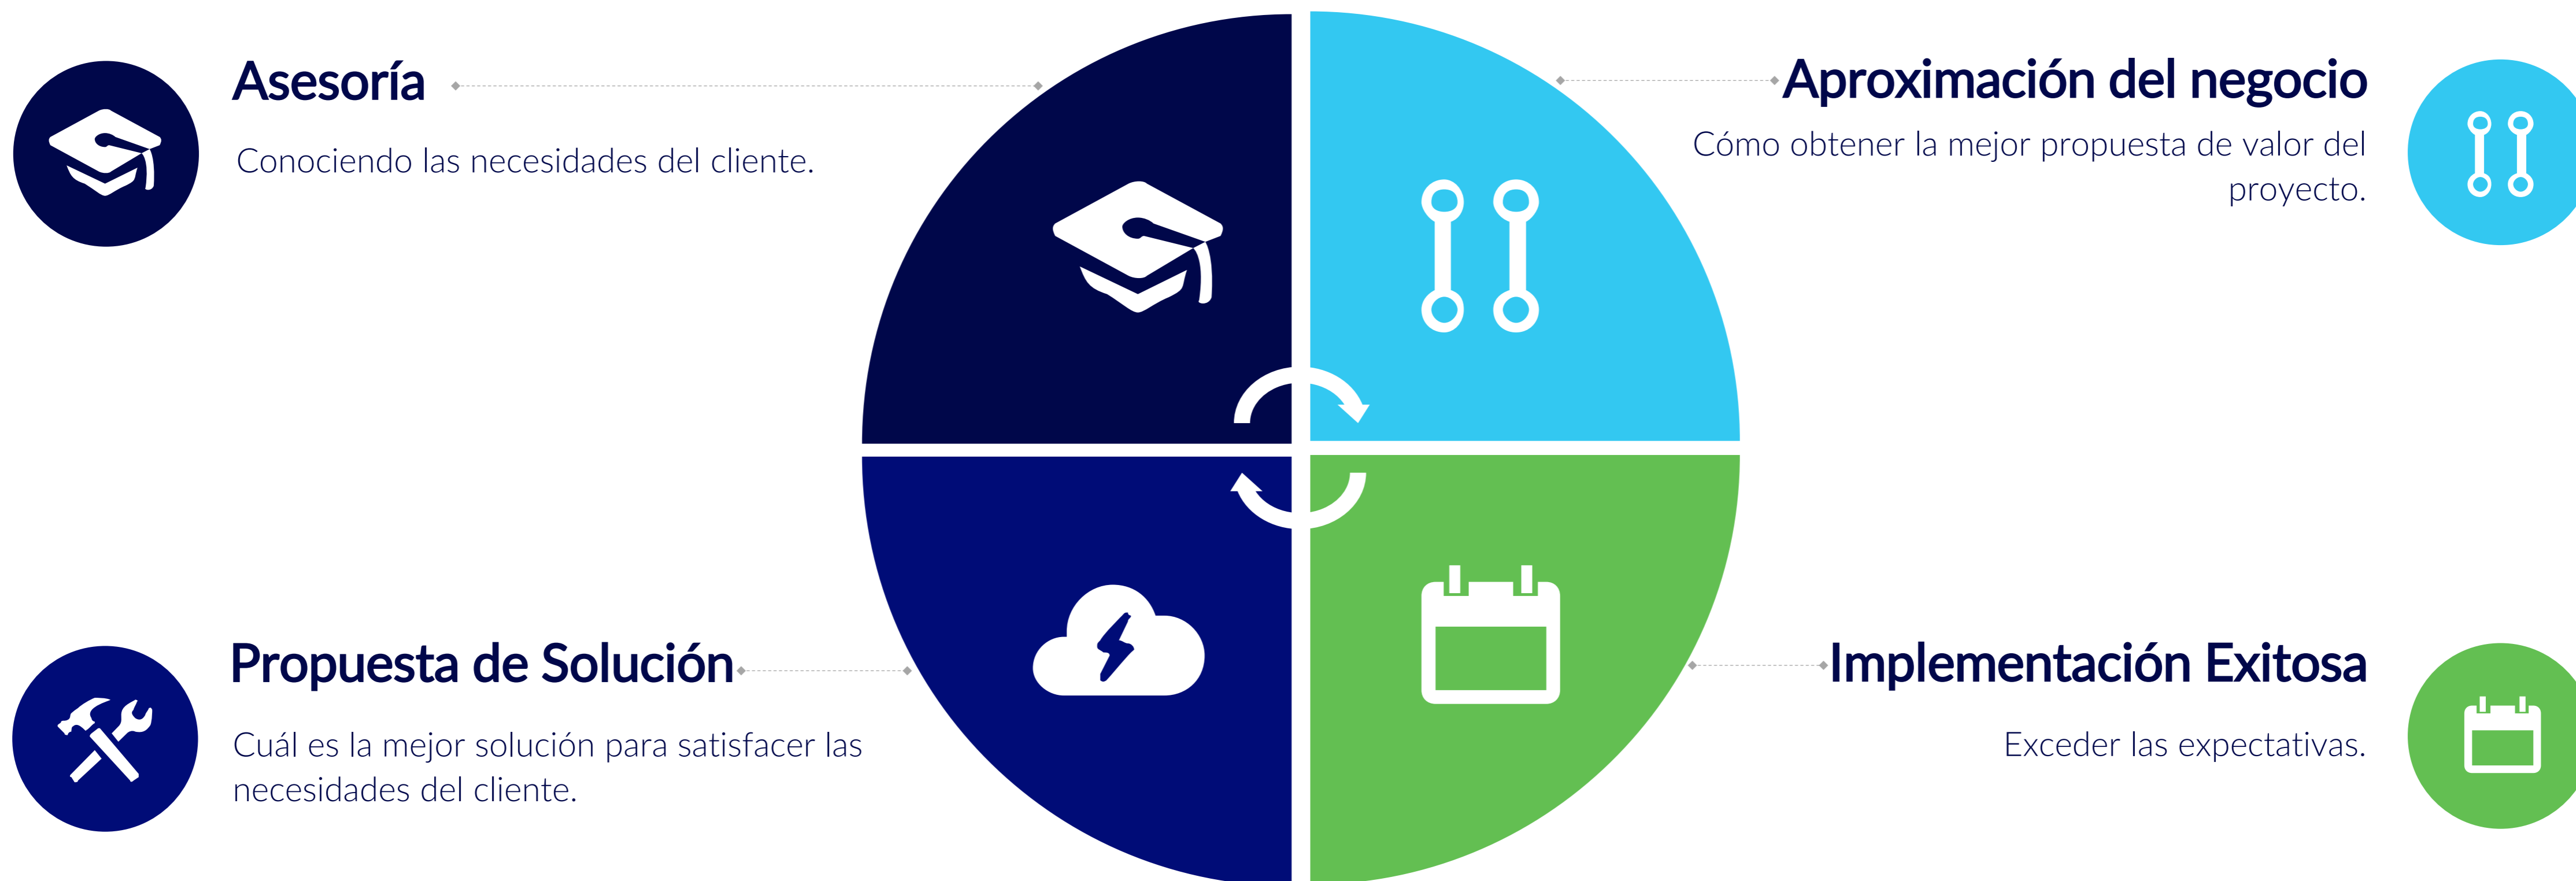 Asesoría
Conociendo las necesidades del cliente.
Aproximación del negocio
Cómo obtener la mejor propuesta de valor del
proyecto.
Propuesta de Solución
Cuál es la mejor solución para satisfacer las
necesidades del cliente.
Implementación Exitosa
Exceder las expectativas.